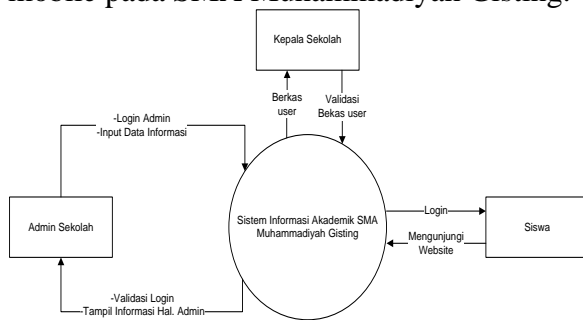 mobile pada SMA Muhammadiyah Gisting.
Kepala Sekolah
Berkas
user
Validasi
Bekas user
-Login Admin
-Input Data Informasi
Admin Sekolah
Sistem Informasi Akademik SMA
Muhammadiyah Gisting
Login
Siswa
Mengunjungi
Website
-Validasi Login
-Tampil Informasi Hal. Admin